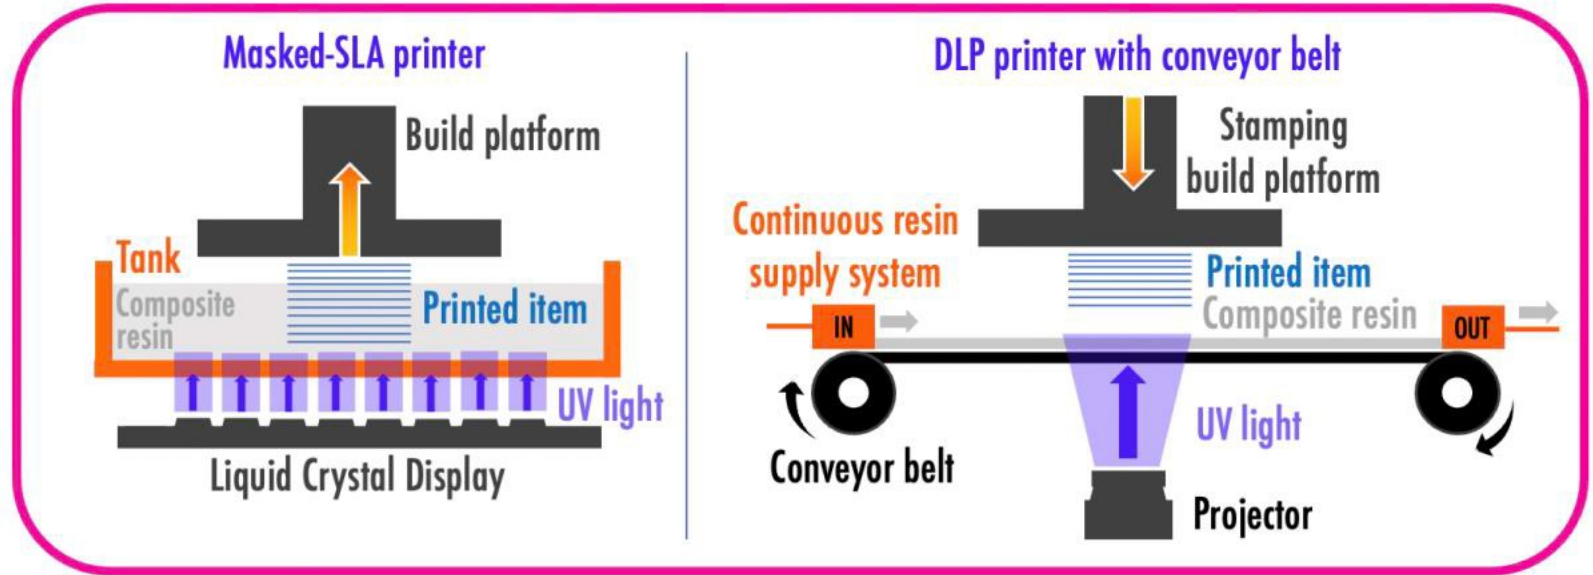 Masked-SLA printer
Build platform
Tank
Composite
resin
Printed item
UV light
Liquid Crystal Display
DLP printer with conveyor belt
Stamping
build platform
Continuous resin
supply system
Printed item
Composite resin
IN
OUT
UV light
Conveyor belt
Projector